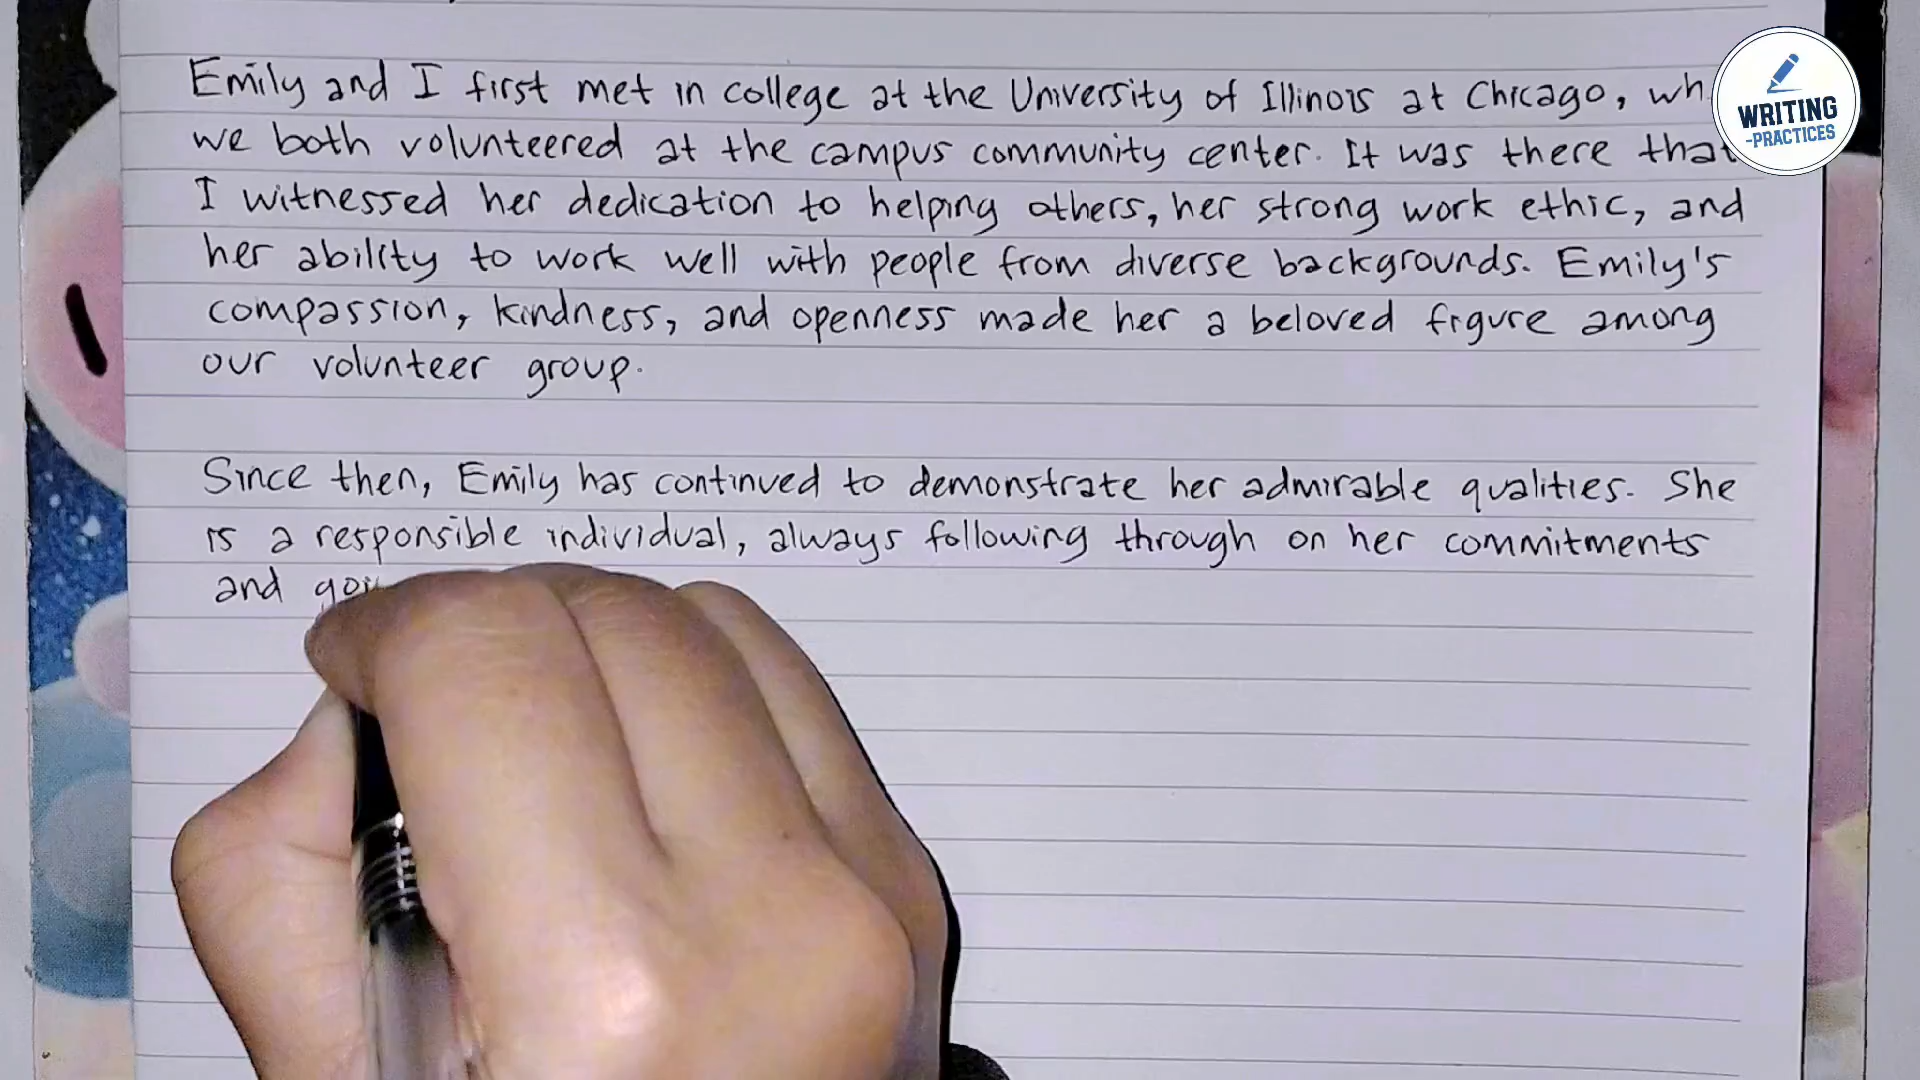 Emily and I first met in college at the University of Illinois at Chicago,
we both volunteered at the campus community center. It was there that
I witnessed her dedication to helping others, her strong work ethic, and
her ability to work well with people from diverse backgrounds. Emily's
compassion, kindness, and openness made her a beloved figure among
our volunteer group.
Since then, Emily has continued to demonstrate her admirable qualities. She
is a responsible individual, always following through on her commitments
and
WRITING
-PRACTICES